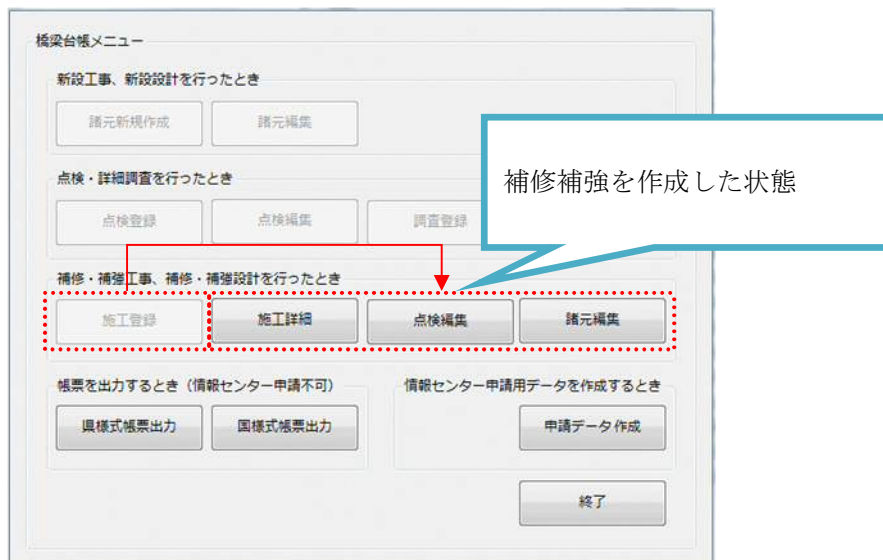 橋梁台帳メニュー
新設工事、新設設計を行ったとき
諸元新規作成
諸元編集
点検・詳細調査を行ったとき
点検登録
点検編集
調査登録
補修補強を作成した状態
補修・補強工事、補修・補強設計を行ったとき
施工登録
施工詳細
点検編集
諸元編集
帳票を出力するとき（情報センター申請不可）
情報センター申請用データを作成するとき
県様式帳票出力
国様式帳票出力
申請データ作成
終了